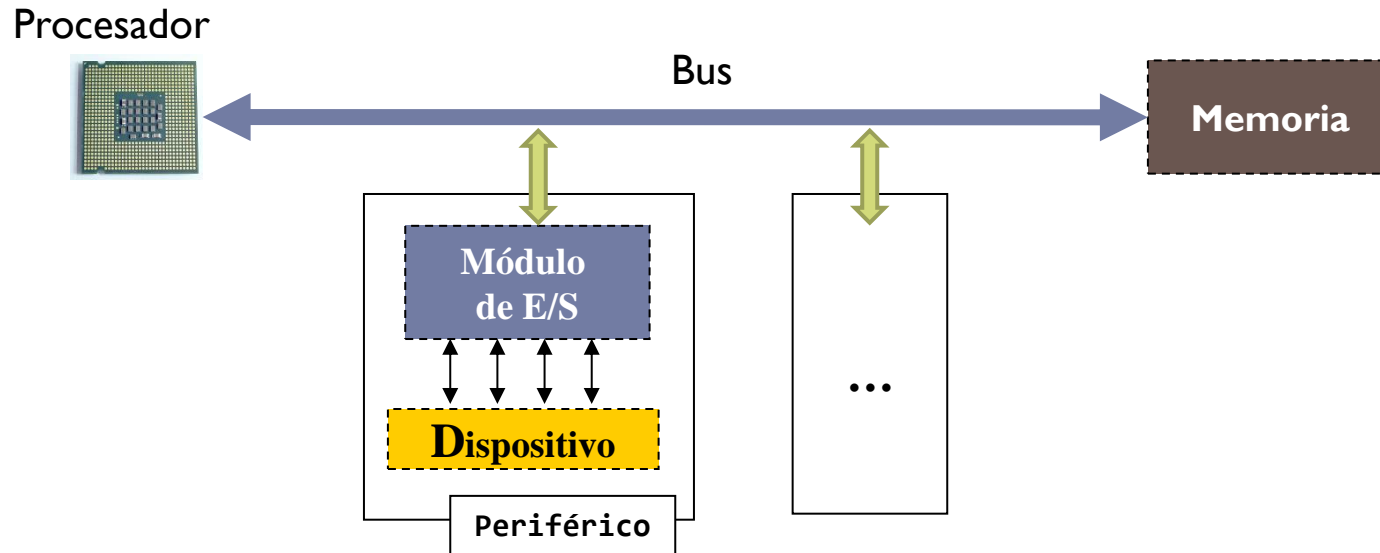 Procesador
Bus
Memoria
Módulo
de E/S
...
Dispositivo
Periférico